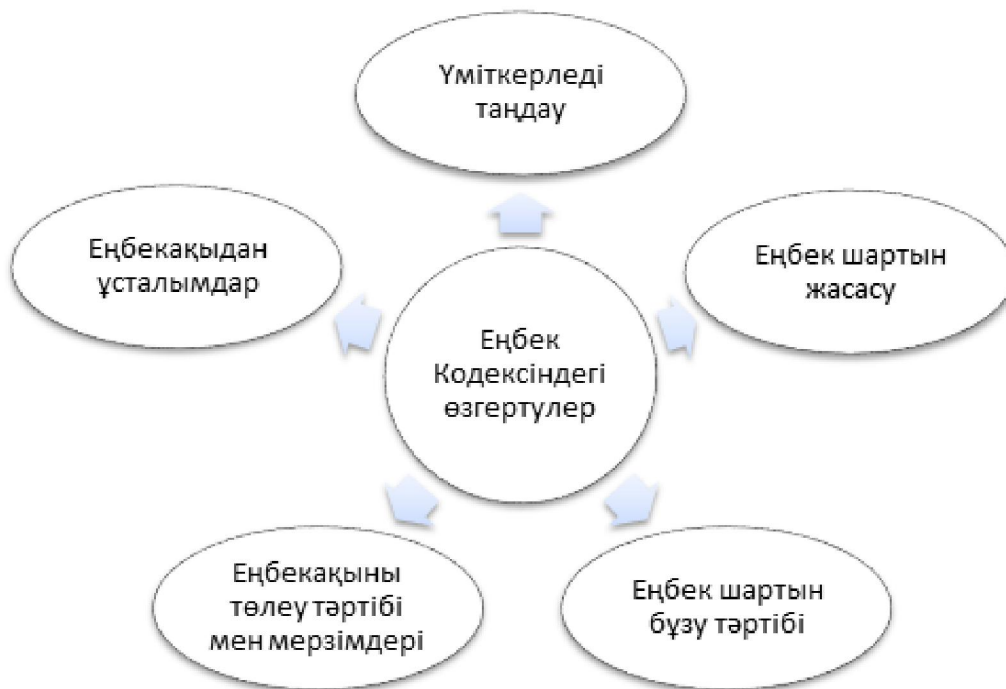 Үміткерледі
таңдау
Еңбекақыдан
ұсталымдар
Еңбек шартын
жасасу
Еңбек
Кодексіндегі
өзгертулер
Еңбекақыны
төлеу тәртібі
мен мерзімдері
Еңбек шартын
бұзу тәртібі